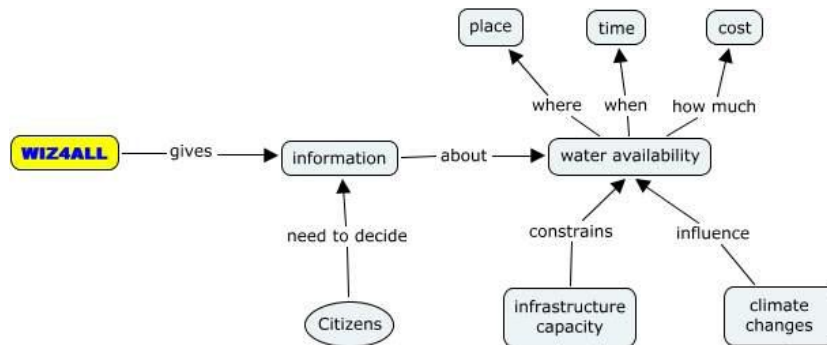 place
time
cost
where
when
how much
WIZ4ALL
gives
information
about
water availability
need to decide
constrains
influence
Citizens
infrastructure
capacity
climate
changes